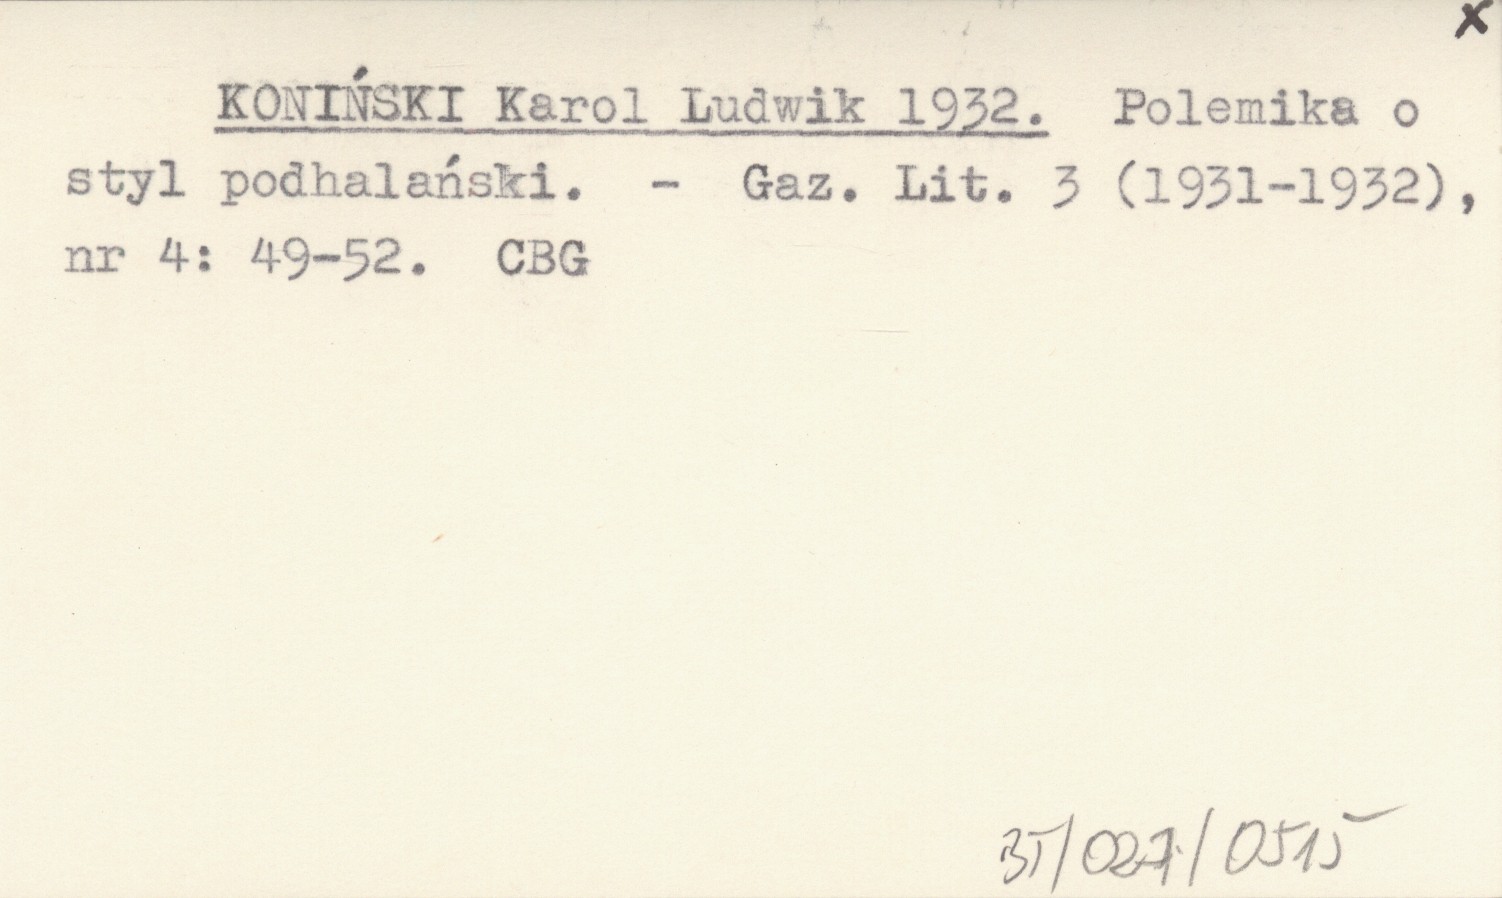 x
KONIŃSKI Karol Ludwik 1932. Polemika o
styl podhalański. - Gaz. Lit. 3 (1931-1932),
nr 4: 49-52. CBG
BT/027/0515